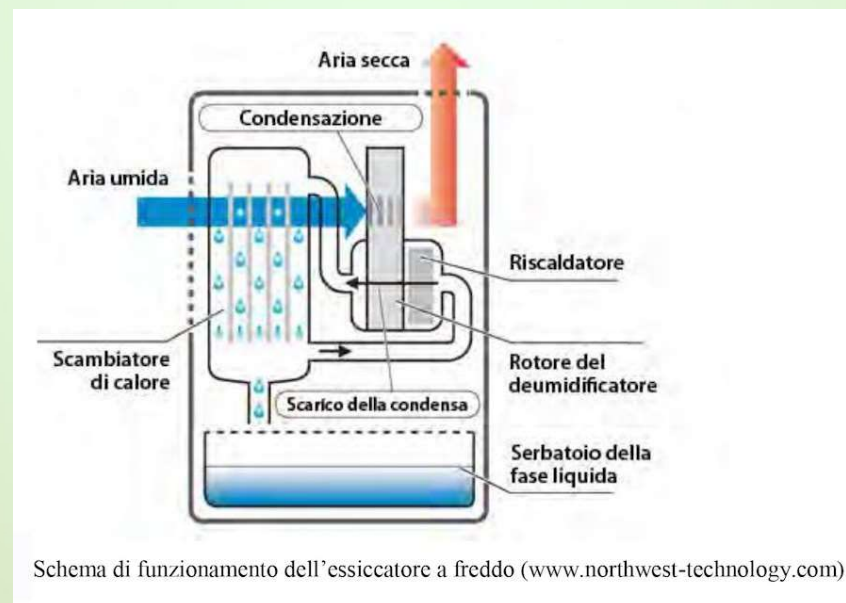 Aria secca
Condensazione
Aria umida
Riscaldatore
Scambiatore
di calore
Rotore del
deumidificatore
Scarico della condensa
Serbatoio della
fase liquida
Schema di funzionamento dell'essiccatore a freddo (www.northwest-technology.com)